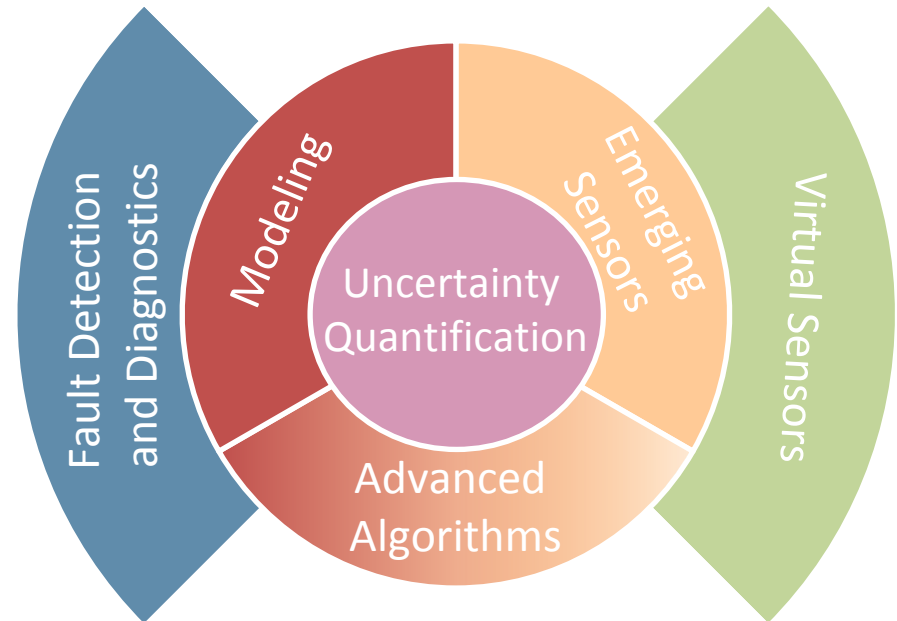 Fault Detection
and Diagnostics
Modeling
Uncertainty
Quantification
Emerging
Sensors
Advanced
Algorithms
Virtual Sensors